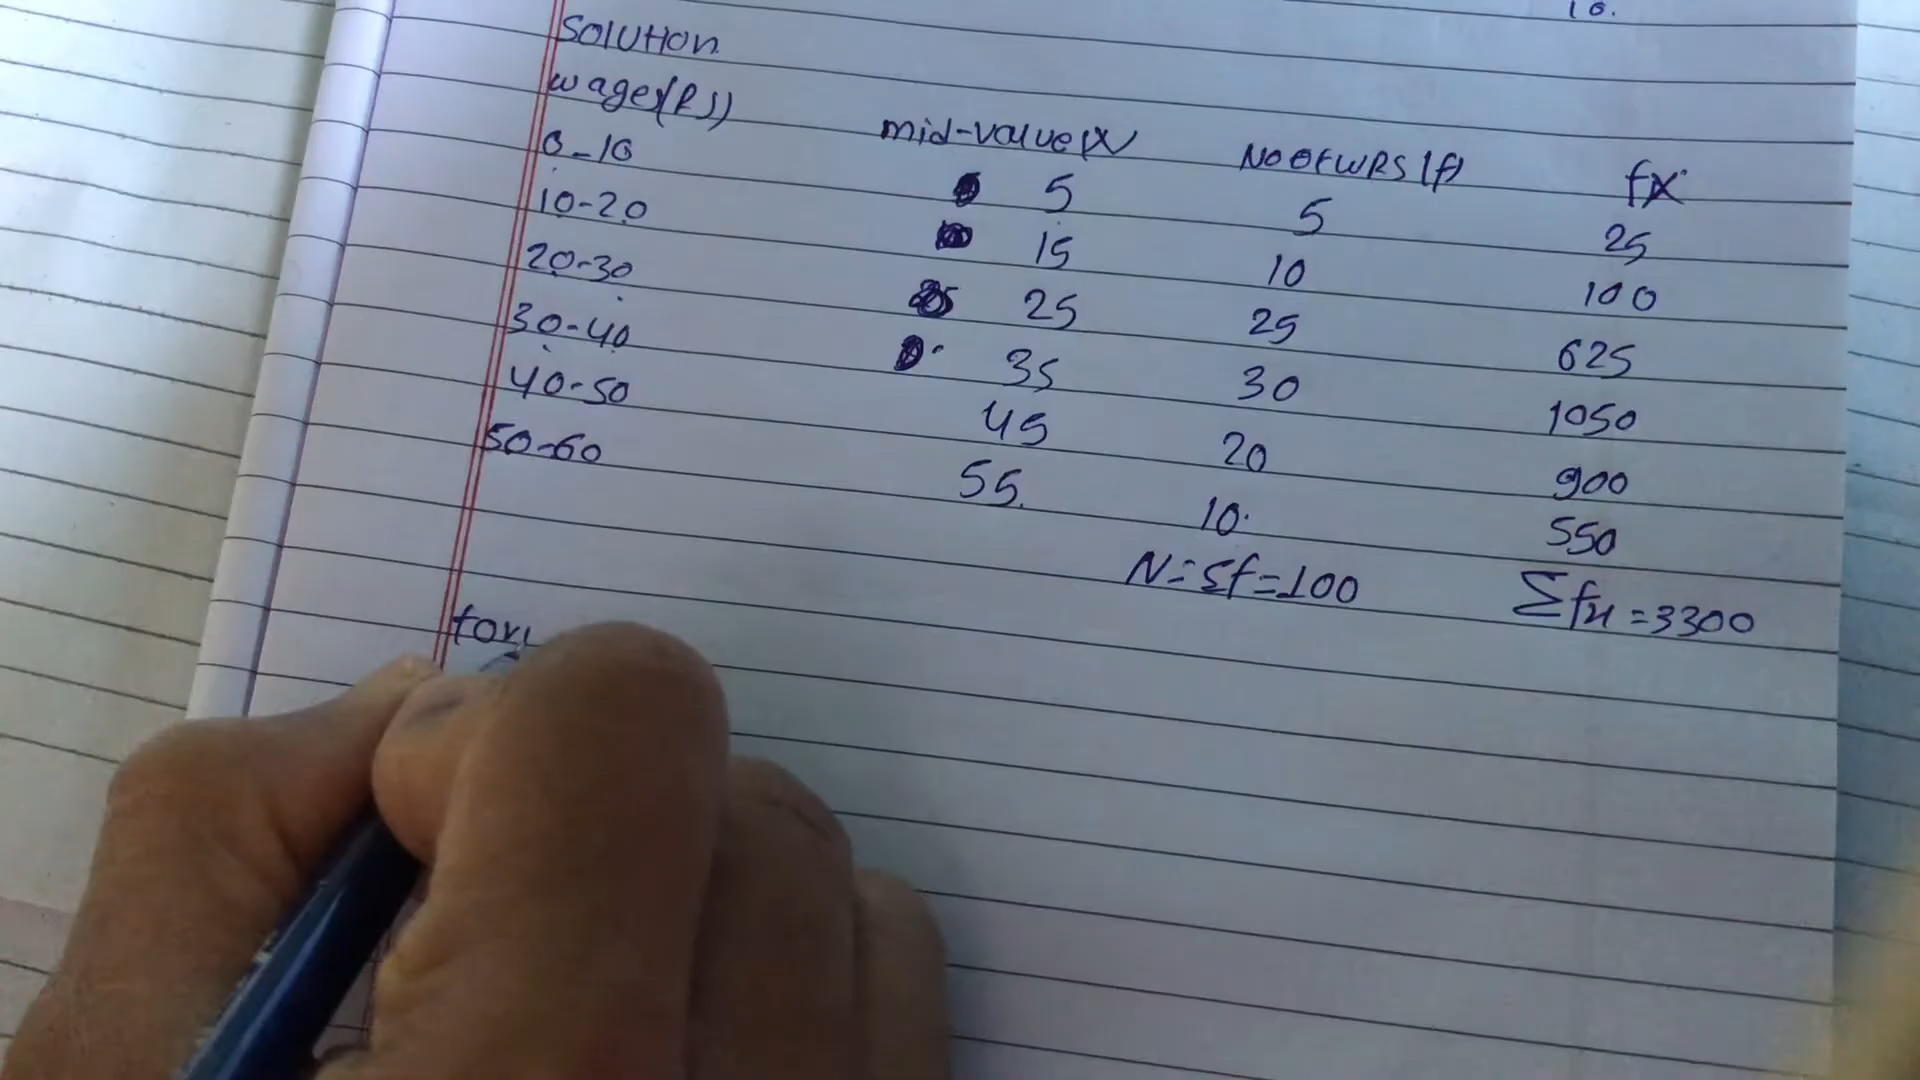 10.
Solution
wages(RS)) mid-value(x) NO OF WRS (f) fx
0-10 5 5 25
10-20 15 10 100
20-30 25 25 625
30-40 35 30 1050
40-50 45 20 900
50-60 55. 10. 550
N=Σf=100 Σfx=3300